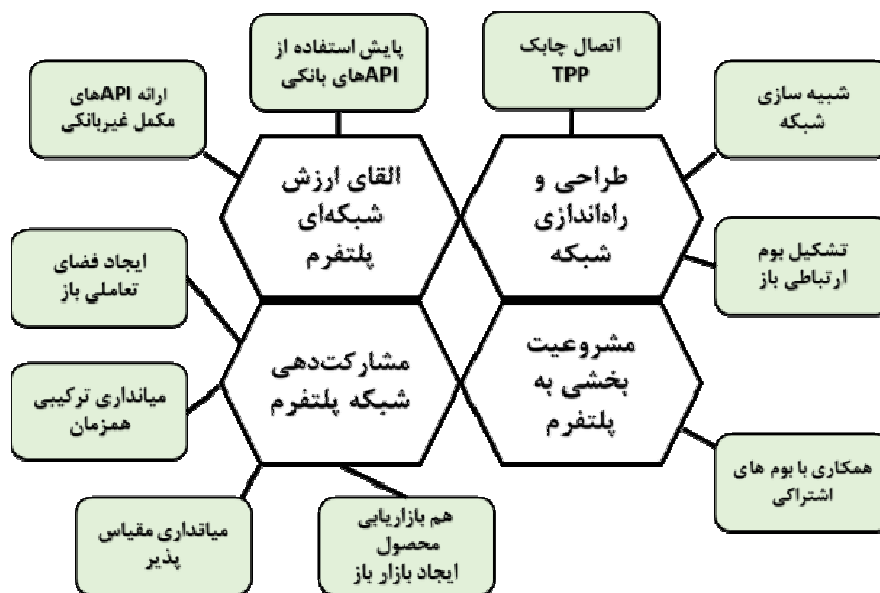 اتصال چابک
TPP
پایش استفاده از
APIهای بانکی
شبیه سازی
شبکه
ارائه APIهای
مکمل غیربانکی
طراحی و
راه‌اندازی
شبکه
القای ارزش
شبکه‌ای
پلتفرم
تشکیل بوم
ارتباطی باز
ایجاد فضای
تعاملی باز
مشروعیت
بخشی به
پلتفرم
مشارکت‌دهی
شبکه پلتفرم
میانداری ترکیبی
همزمان
همکاری با بوم های
اشتراکی
هم بازاریابی
محصول
ایجاد بازار باز
میانداری مقیاس
پذیر